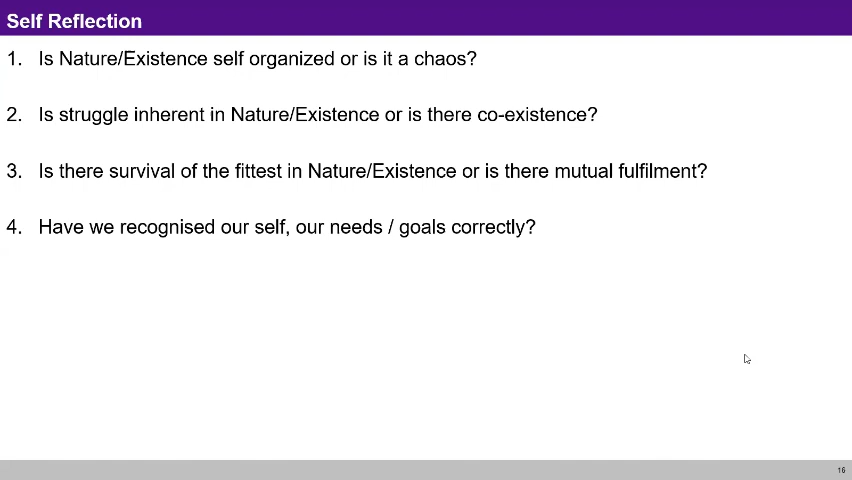 Self Reflection
1. Is Nature/Existence self organized or is it a chaos?
2. Is struggle inherent in Nature/Existence or is there co-existence?
3. Is there survival of the fittest in Nature/Existence or is there mutual fulfilment?
4. Have we recognised our self, our needs / goals correctly?
16